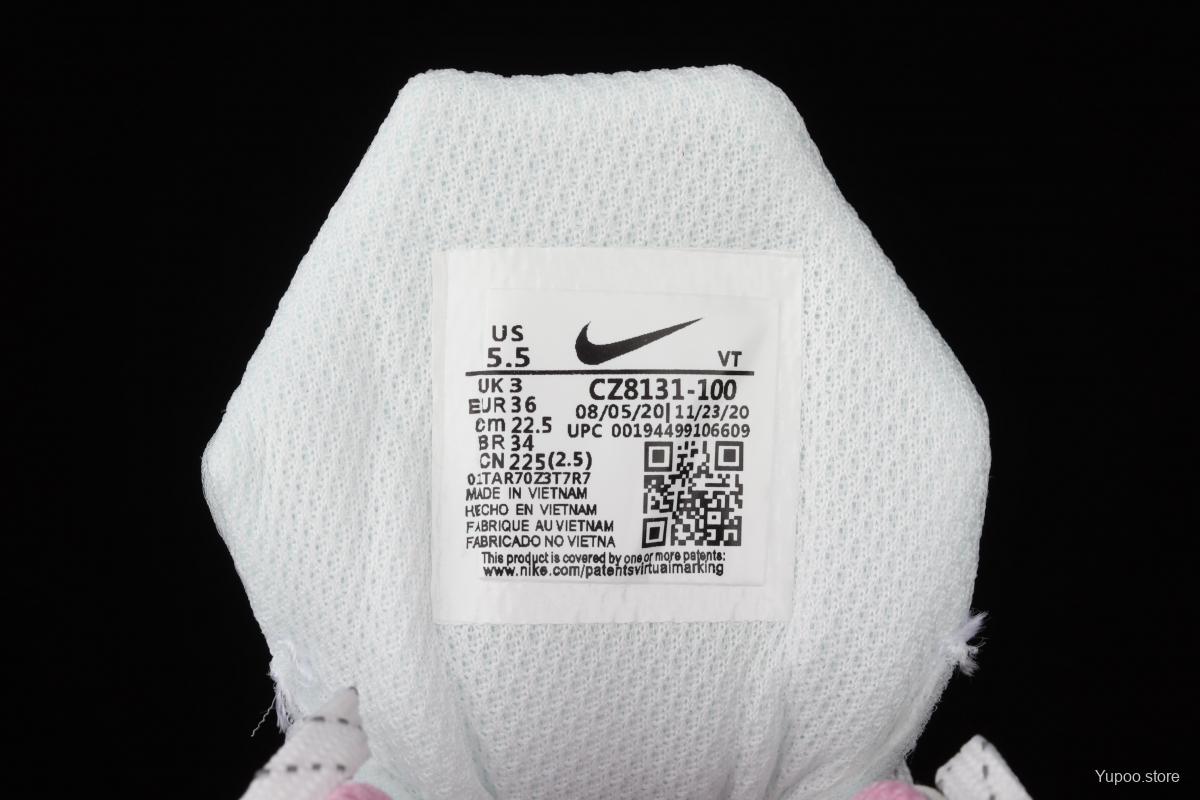 US
5.5
VT
UK 3
EUR 36
cm 22.5
BR 34
CN 225(2.5)
CZ8131-100
08/05/20|11/23/20
UPC 00194499106609
01TAR70Z3T7R7
MADE IN VIETNAM
HECHO EN VIETNAM
FABRIQUE AU VIETNAM
FABRICADO NO VIETNA
This product is covered by one or more patents:
www.nike.com/patentsvirtualmarking
Yupoo.store